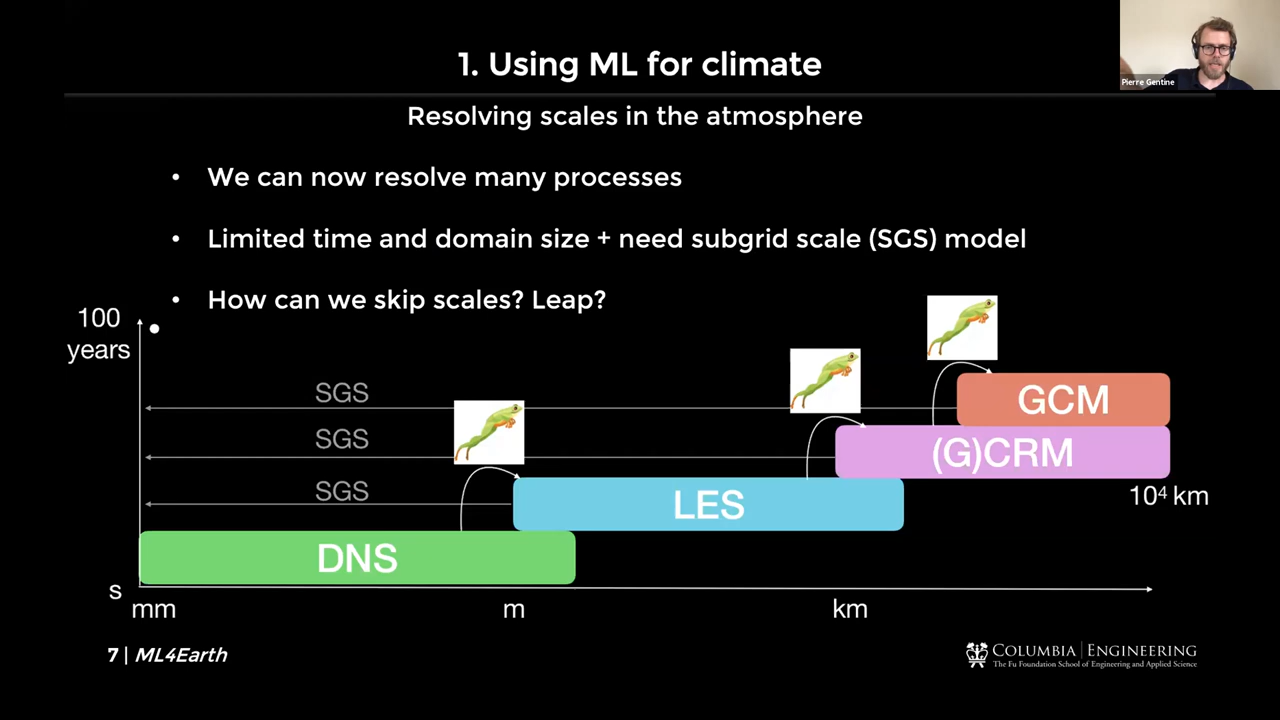 1. Using ML for climate
Pierre Gentine
Resolving scales in the atmosphere
• We can now resolve many processes
• Limited time and domain size + need subgrid scale (SGS) model
• How can we skip scales? Leap?
•
100
years
SGS
GCM
SGS
(G)CRM
SGS
LES
10⁴ km
DNS
s
mm
m
km
7 | ML4Earth
COLUMBIA | ENGINEERING
The Fu Foundation School of Engineering and Applied Science